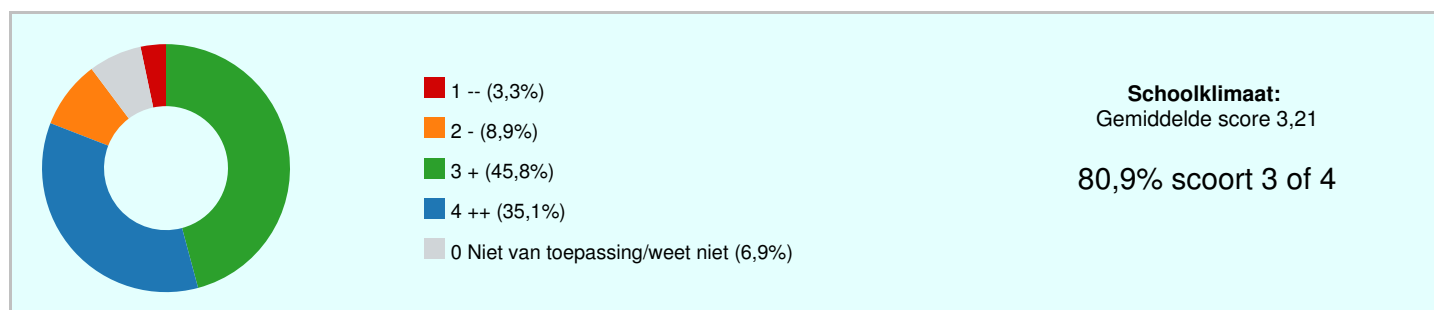 1 -- (3,3%)
2 - (8,9%)
3 + (45,8%)
4 ++ (35,1%)
0 Niet van toepassing/weet niet (6,9%)
Schoolklimaat:
Gemiddelde score 3,21
80,9% scoort 3 of 4